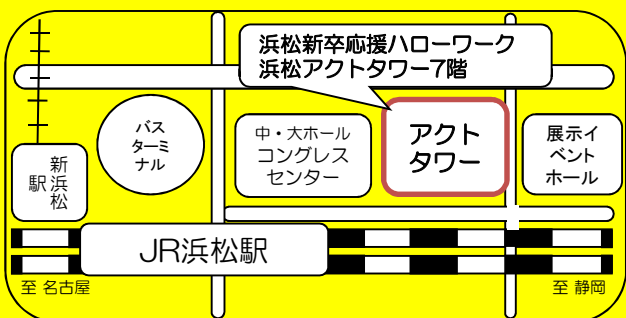 浜松新卒応援ハローワーク
浜松アクトタワー7階
バス
ターミ
ナル
中・大ホール
コングレス
センター
アクト
タワー
展示イ
ベント
ホール
新浜松
駅
JR浜松駅
至 名古屋
至 静岡